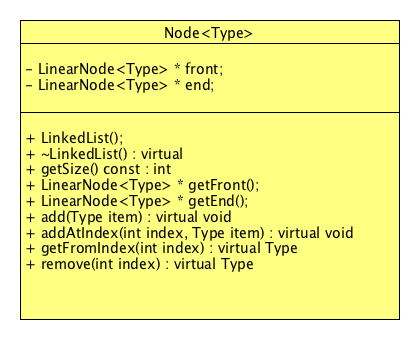 Node<Type>
- LinearNode<Type> * front;
- LinearNode<Type> * end;
+ LinkedList();
+ ~LinkedList() : virtual
+ getSize() const : int
+ LinearNode<Type> * getFront();
+ LinearNode<Type> * getEnd();
+ add(Type item) : virtual void
+ addAtIndex(int index, Type item) : virtual void
+ getFromIndex(int index) : virtual Type
+ remove(int index) : virtual Type